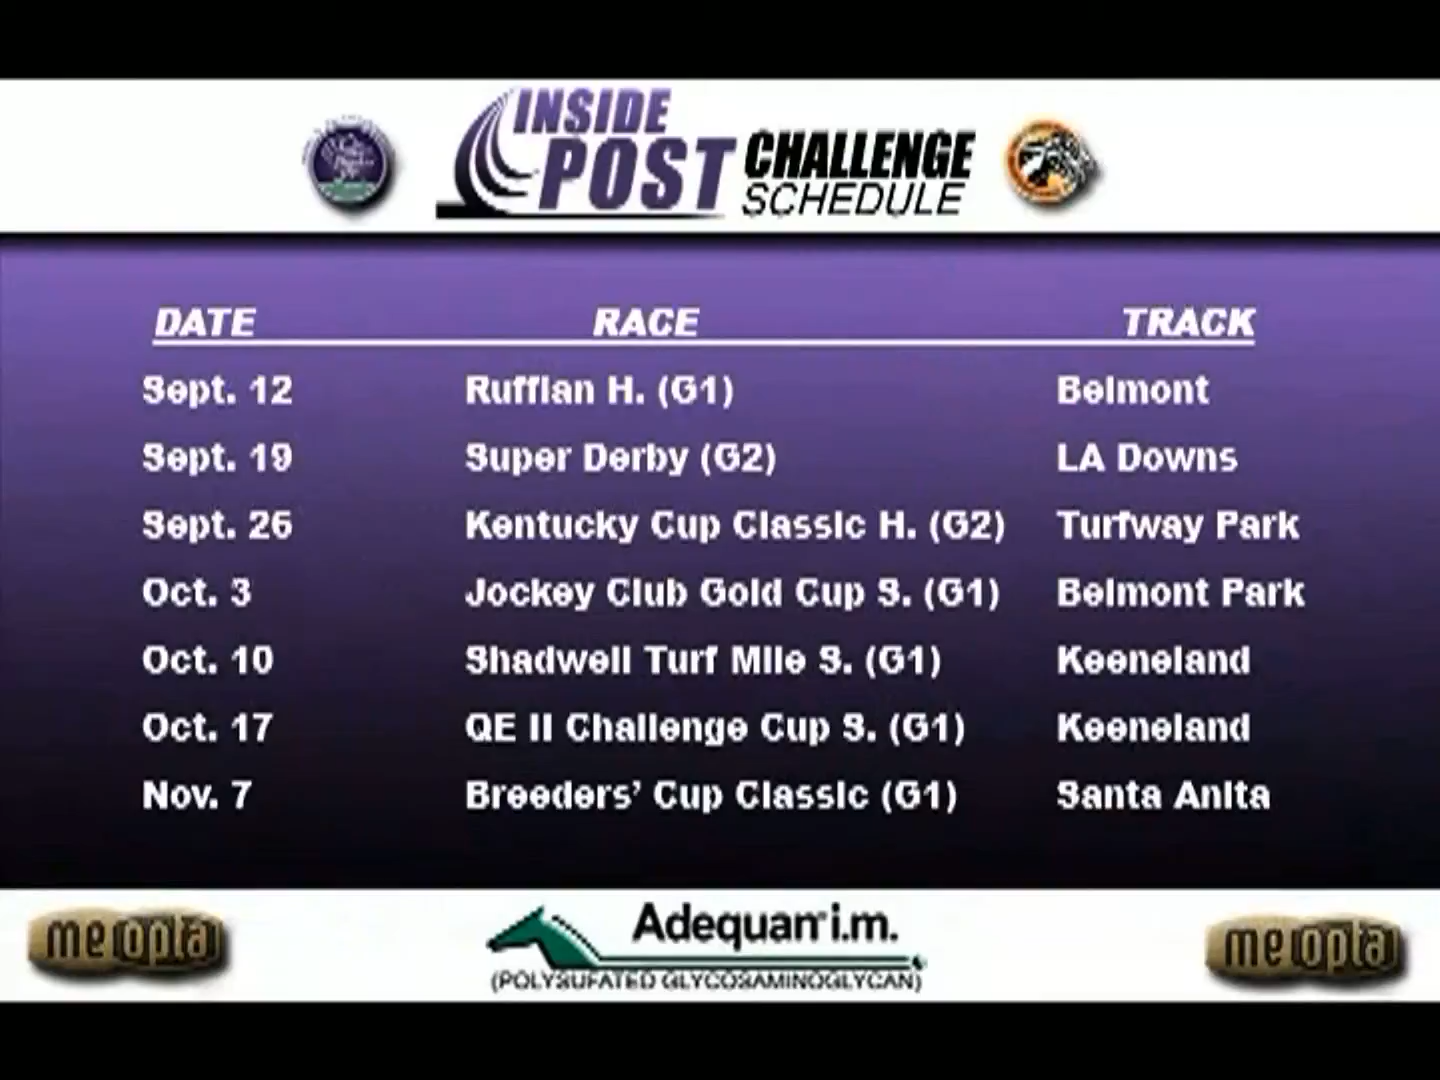 INSIDE
POST CHALLENGE
SCHEDULE
DATE RACE TRACK
Sept. 12 Ruffian H. (G1) Belmont
Sept. 19 Super Derby (G2) LA Downs
Sept. 26 Kentucky Cup Classic H. (G2) Turfway Park
Oct. 3 Jockey Club Gold Cup S. (G1) Belmont Park
Oct. 10 Shadwell Turf Mile S. (G1) Keeneland
Oct. 17 QE II Challenge Cup S. (G1) Keeneland
Nov. 7 Breeders’ Cup Classic (G1) Santa Anita
meopta Adequan i.m. meopta
(POLYSUFATED GLYCOSAMINOGLYCAN)